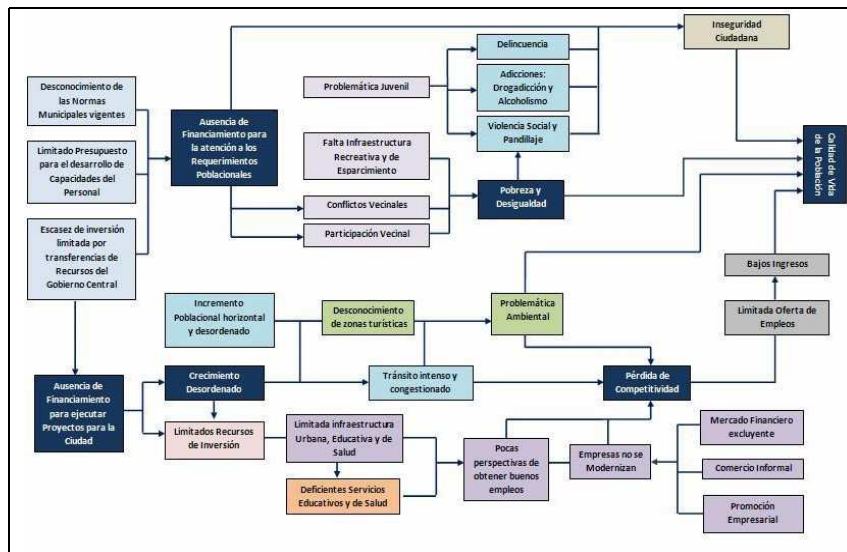 Inseguridad
Ciudadana
Delincuencia
Problemática Juvenil
Adicciones:
Drogadicción y
Alcoholismo
Violencia Social y
Pandillaje
Desconocimiento de
las Normas
Municipales vigentes
Limitado Presupuesto
para el desarrollo de
Capacidades del
Personal
Escasez de inversión
limitada por
transferencias de
Recursos del
Gobierno Central
Ausencia de
Financiamiento para
la atención a los
Requerimientos
Poblacionales
Falta Infraestructura
Recreativa y de
Esparcimiento
Conflictos Vecinales
Participación Vecinal
Pobreza y
Desigualdad
Calidad de Vida
de la Población
Bajos Ingresos
Limitada Oferta de
Empleos
Incremento
Poblacional horizontal
y desordenado
Desconocimiento
de zonas turísticas
Problemática
Ambiental
Ausencia de
Financiamiento
para ejecutar
Proyectos para la
Ciudad
Crecimiento
Desordenado
Tránsito intenso y
congestionado
Pérdida de
Competitividad
Limitados Recursos
de Inversión
Limitada infraestructura
Urbana, Educativa y de
Salud
Deficientes Servicios
Educativos y de Salud
Pocas
perspectivas de
obtener buenos
empleos
Empresas no se
Modernizan
Mercado Financiero
excluyente
Comercio Informal
Promoción
Empresarial